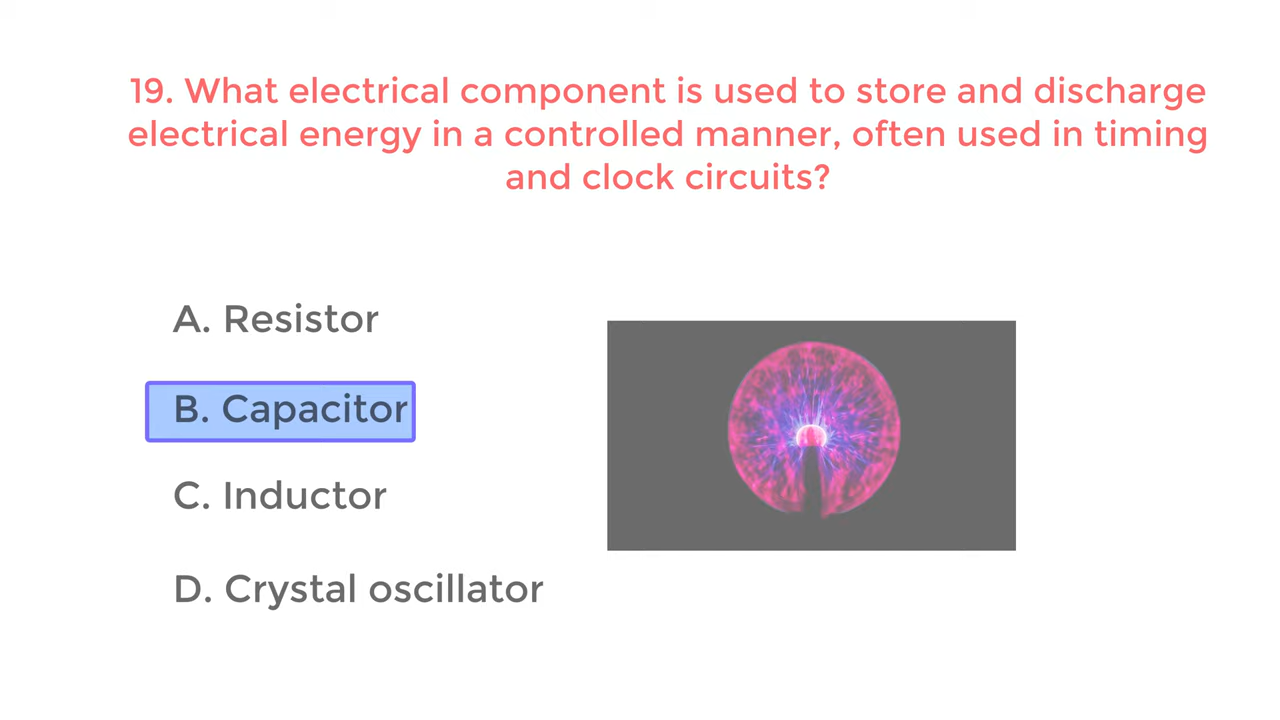 19. What electrical component is used to store and discharge
electrical energy in a controlled manner, often used in timing
and clock circuits?
A. Resistor
B. Capacitor
C. Inductor
D. Crystal oscillator